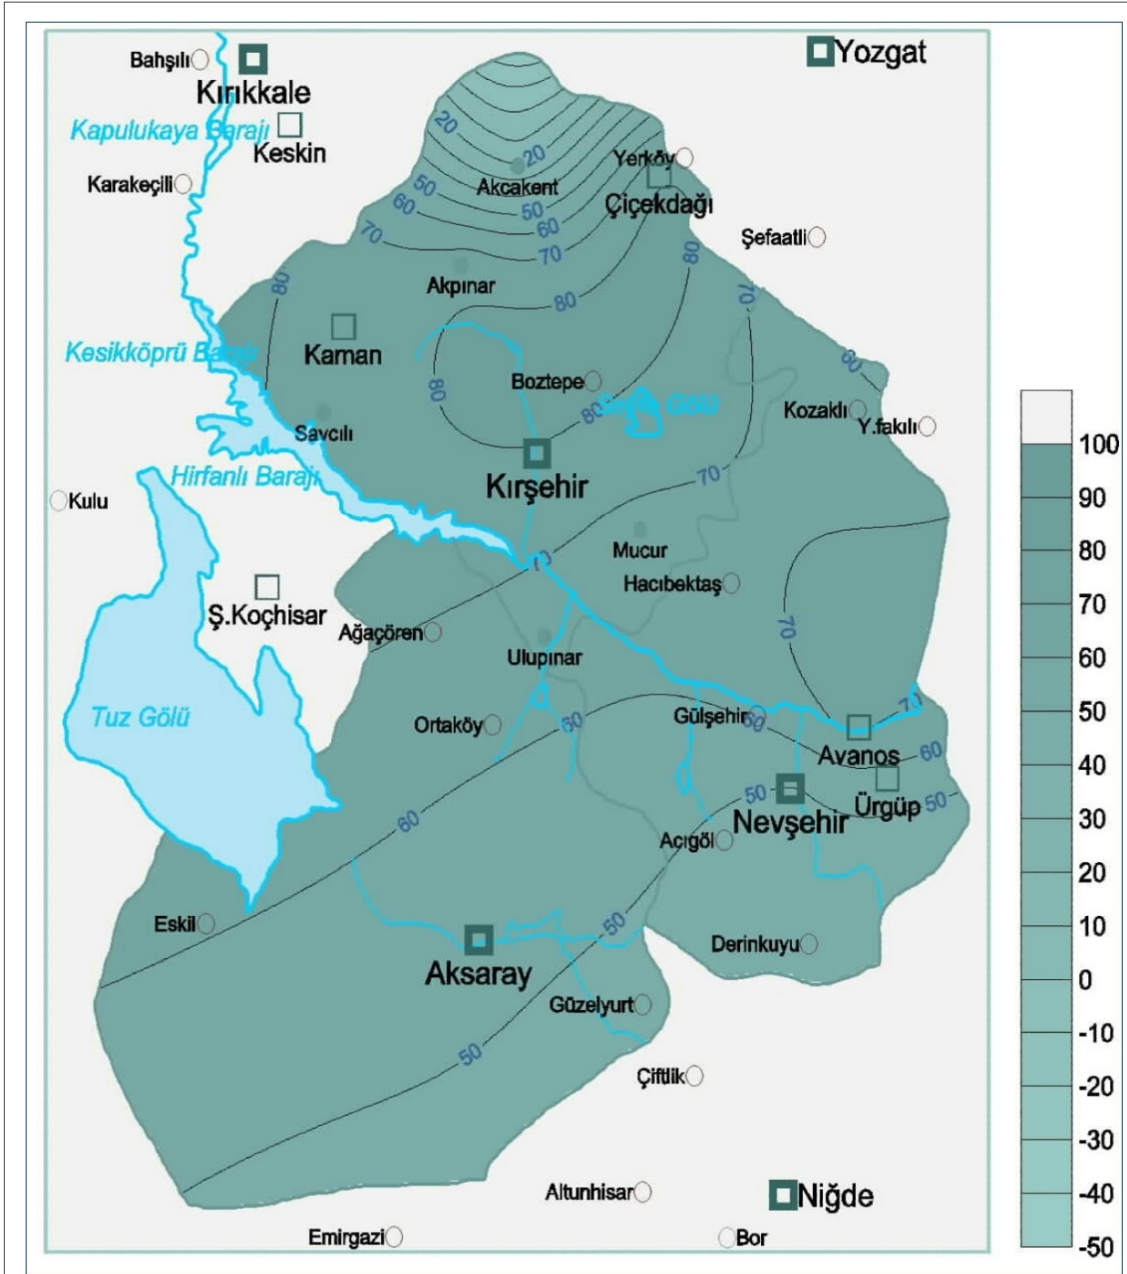 Bahşılı
Yozgat
Kırıkkale
20
Kapulukaya Barajı
Keskin
20
Yerköy
Karakeçili
50
Akcakent
60
50
Çiçekdağı
70
60
Şefaatli
70
80
80
Akpınar
70
80
Kesikköprü Barajı
Kaman
60
80
Boztepe
80
Seyfe Gölü
Kozaklı
Y.fakılı
Savcılı
100
Hirfanlı Barajı
70
Kırşehir
90
Kulu
80
Mucur
70
Hacıbektaş
70
Ş.Koçhisar
70
Ağaçören
60
Ulupınar
Tuz Gölü
Ortaköy
60
Gülşehir
60
70
50
Avanos
60
40
50
Ürgüp
50
60
Nevşehir
30
Acıgöl
20
Eskil
50
10
Aksaray
Derinkuyu
0
Güzelyurt
-10
50
Çiftlik
-20
-30
Altunhisar
Niğde
-40
Emirgazi
Bor
-50